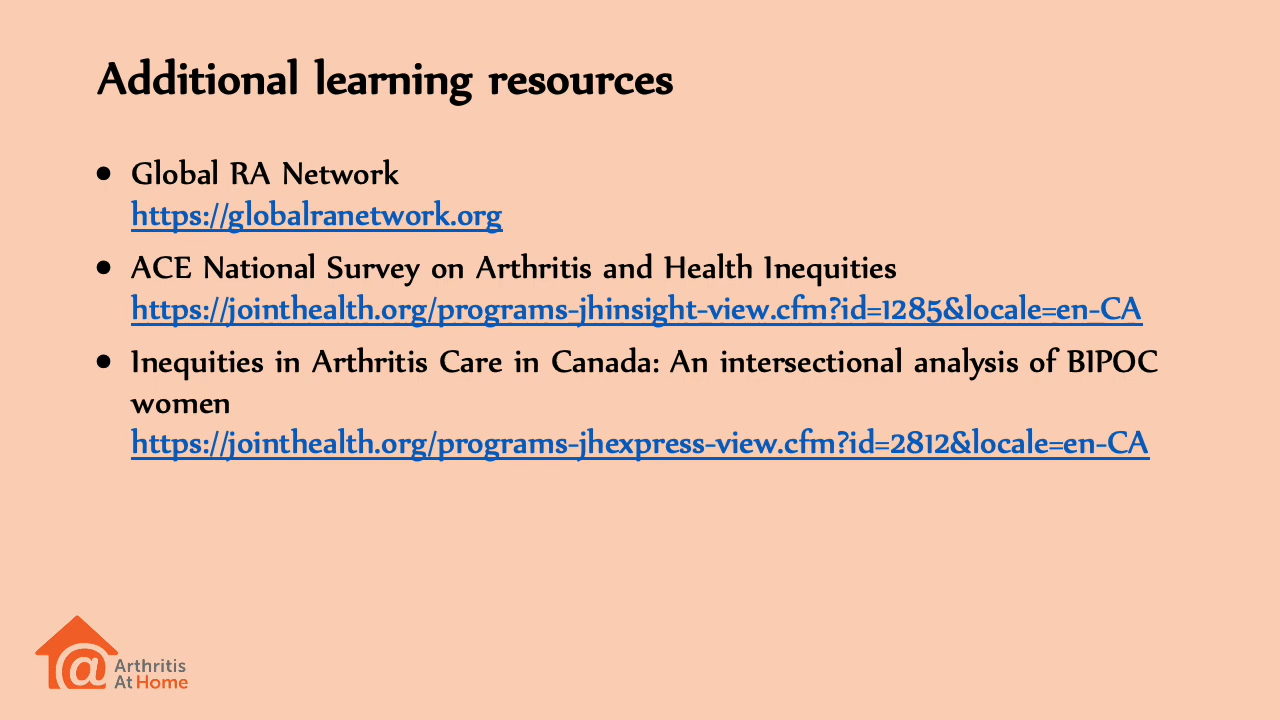 Additional learning resources
• Global RA Network
https://globalranetwork.org
• ACE National Survey on Arthritis and Health Inequities
https://jointhealth.org/programs-jhinsight-view.cfm?id=1285&locale=en-CA
• Inequities in Arthritis Care in Canada: An intersectional analysis of BIPOC
women
https://jointhealth.org/programs-jhexpress-view.cfm?id=2812&locale=en-CA
@ Arthritis
At Home